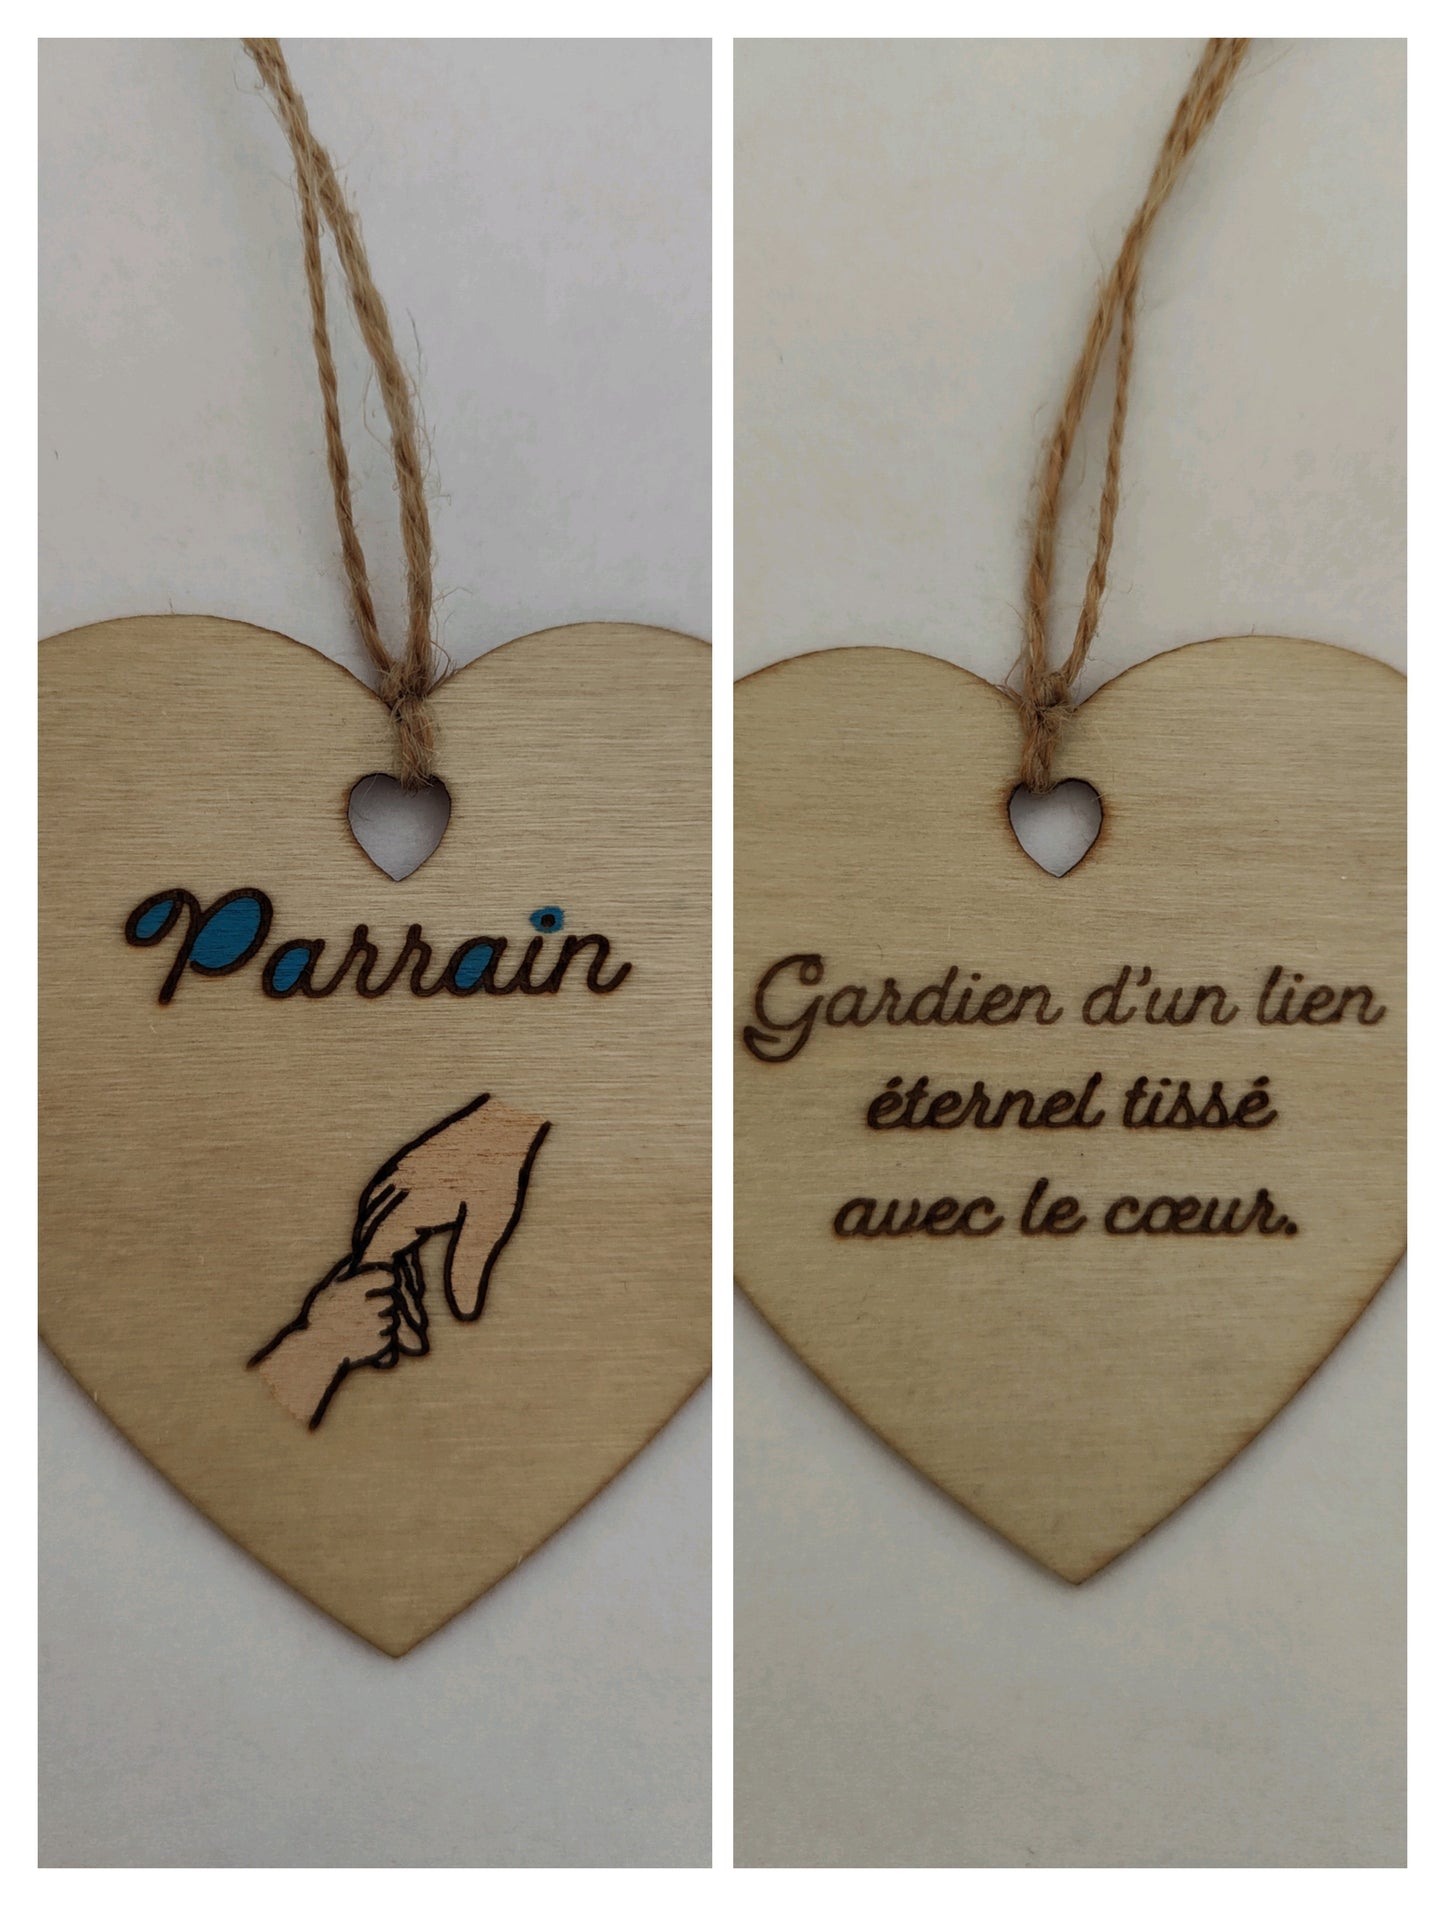 Parrain
Gardien d'un lien
éternel tissé
avec le cœur.